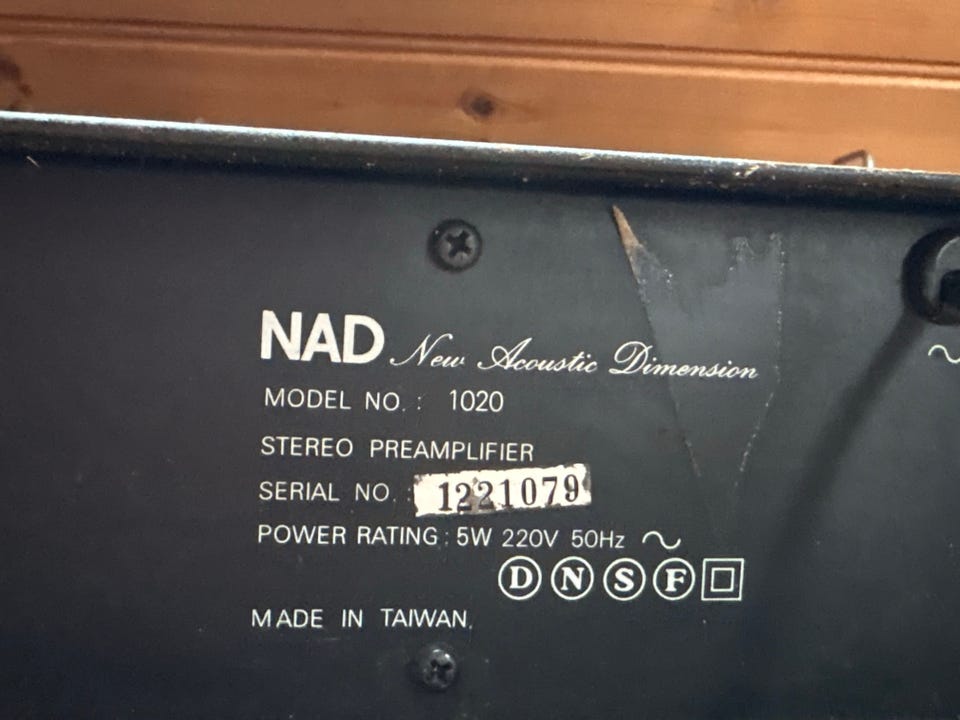 NAD New Acoustic Dimension
MODEL NO. : 1020
STEREO PREAMPLIFIER
SERIAL NO. : 1221079
POWER RATING : 5W 220V 50Hz ~
D N S F
MADE IN TAIWAN.